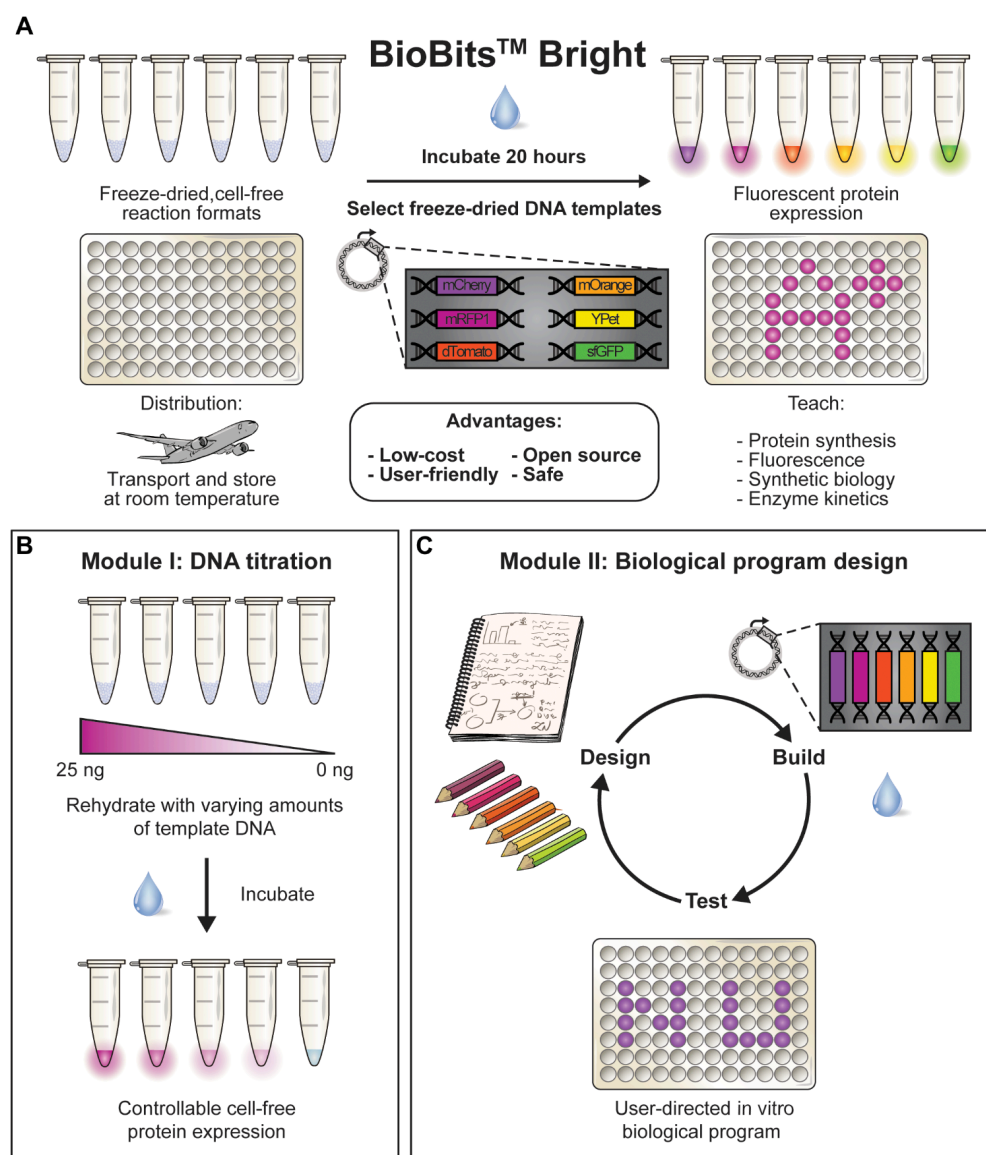 A
BioBits™ Bright
Incubate 20 hours
Select freeze-dried DNA templates
Freeze-dried,cell-free
reaction formats
Fluorescent protein
expression
mCherry
mOrange
mRFP1
YPet
dTomato
sfGFP
Distribution:
Transport and store
at room temperature
Advantages:
- Low-cost
- Open source
- User-friendly
- Safe
Teach:
- Protein synthesis
- Fluorescence
- Synthetic biology
- Enzyme kinetics
B
Module I: DNA titration
25 ng
0 ng
Rehydrate with varying amounts
of template DNA
Incubate
Controllable cell-free
protein expression
C
Module II: Biological program design
Design
Build
Test
NU
User-directed in vitro
biological program